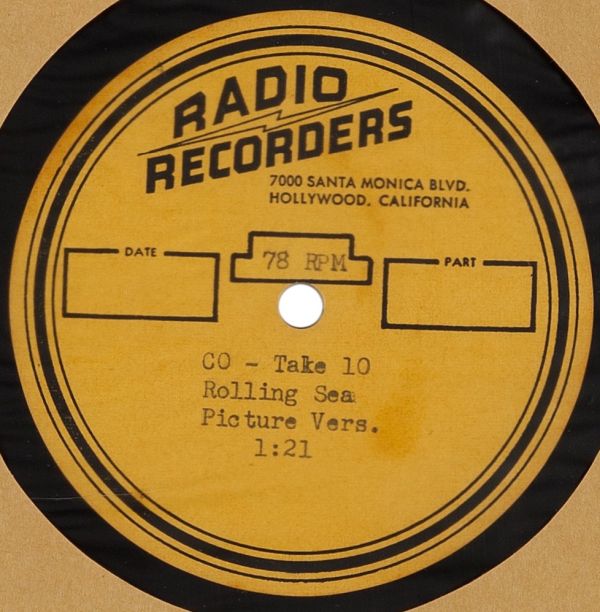 RADIO
RECORDERS
7000 SANTA MONICA BLVD.
HOLLYWOOD, CALIFORNIA
DATE
78 RPM
PART
CO - Take 10
Rolling Sea
Picture Vers.
1:21